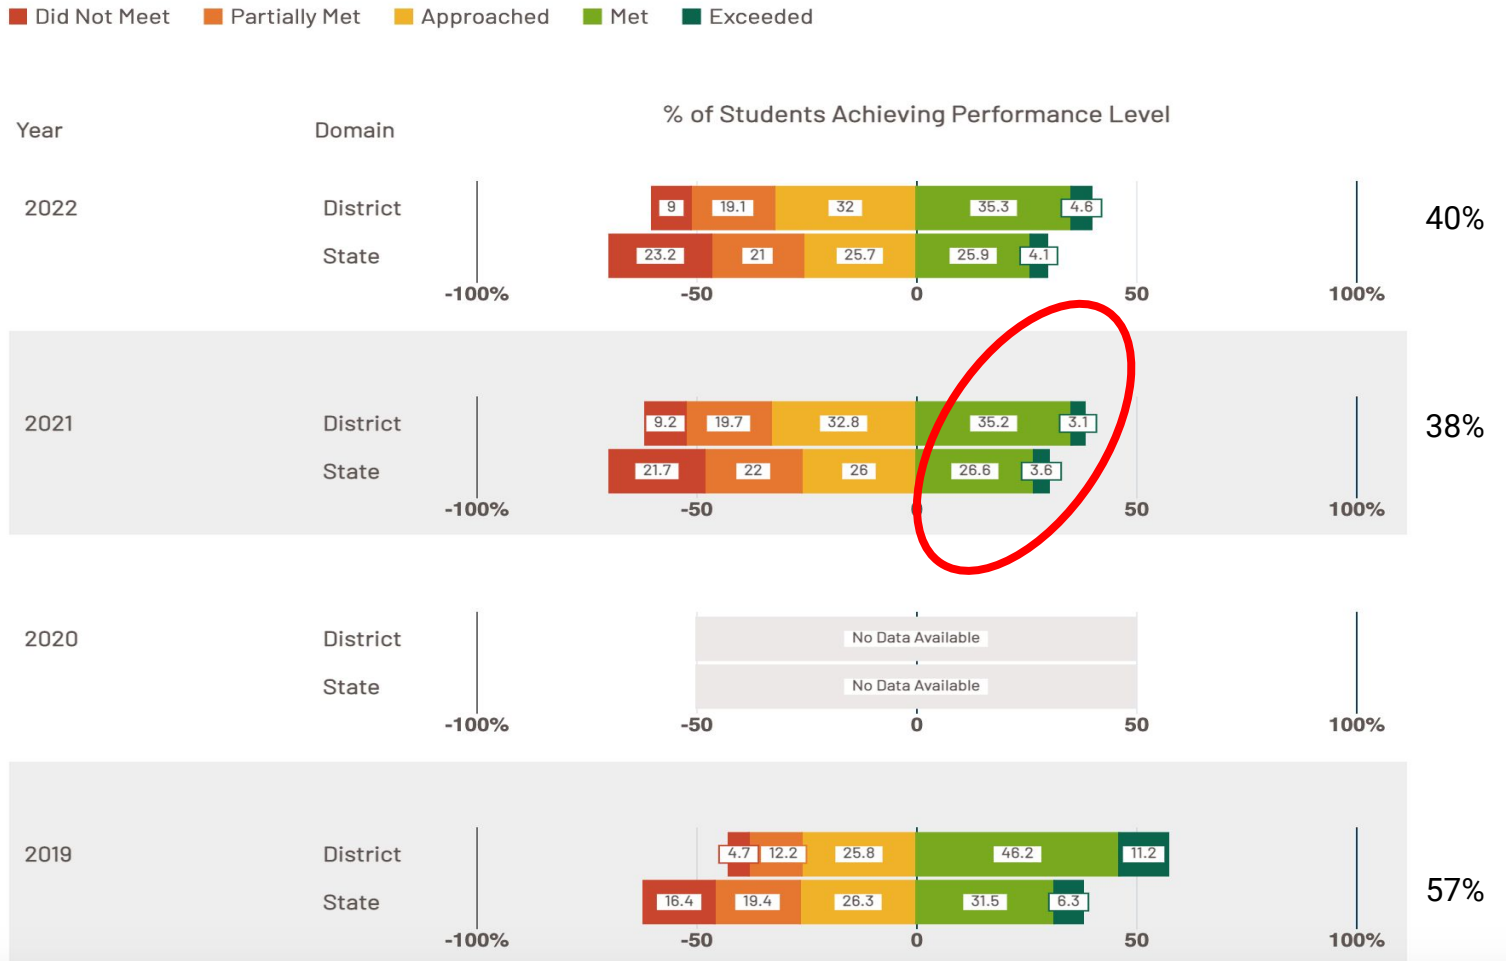 Did Not Meet Partially Met Approached Met Exceeded
% of Students Achieving Performance Level
Year Domain
2022 District 9 19.1 32 35.3 4.6 40%
State 23.2 21 25.7 25.9 4.1
-100% -50 0 50 100%
2021 District 9.2 19.7 32.8 35.2 3.1 38%
State 21.7 22 26 26.6 3.6
-100% -50 0 50 100%
2020 District No Data Available
State No Data Available
-100% -50 0 50 100%
2019 District 4.7 12.2 25.8 46.2 11.2
State 16.4 19.4 26.3 31.5 6.3 57%
-100% -50 0 50 100%